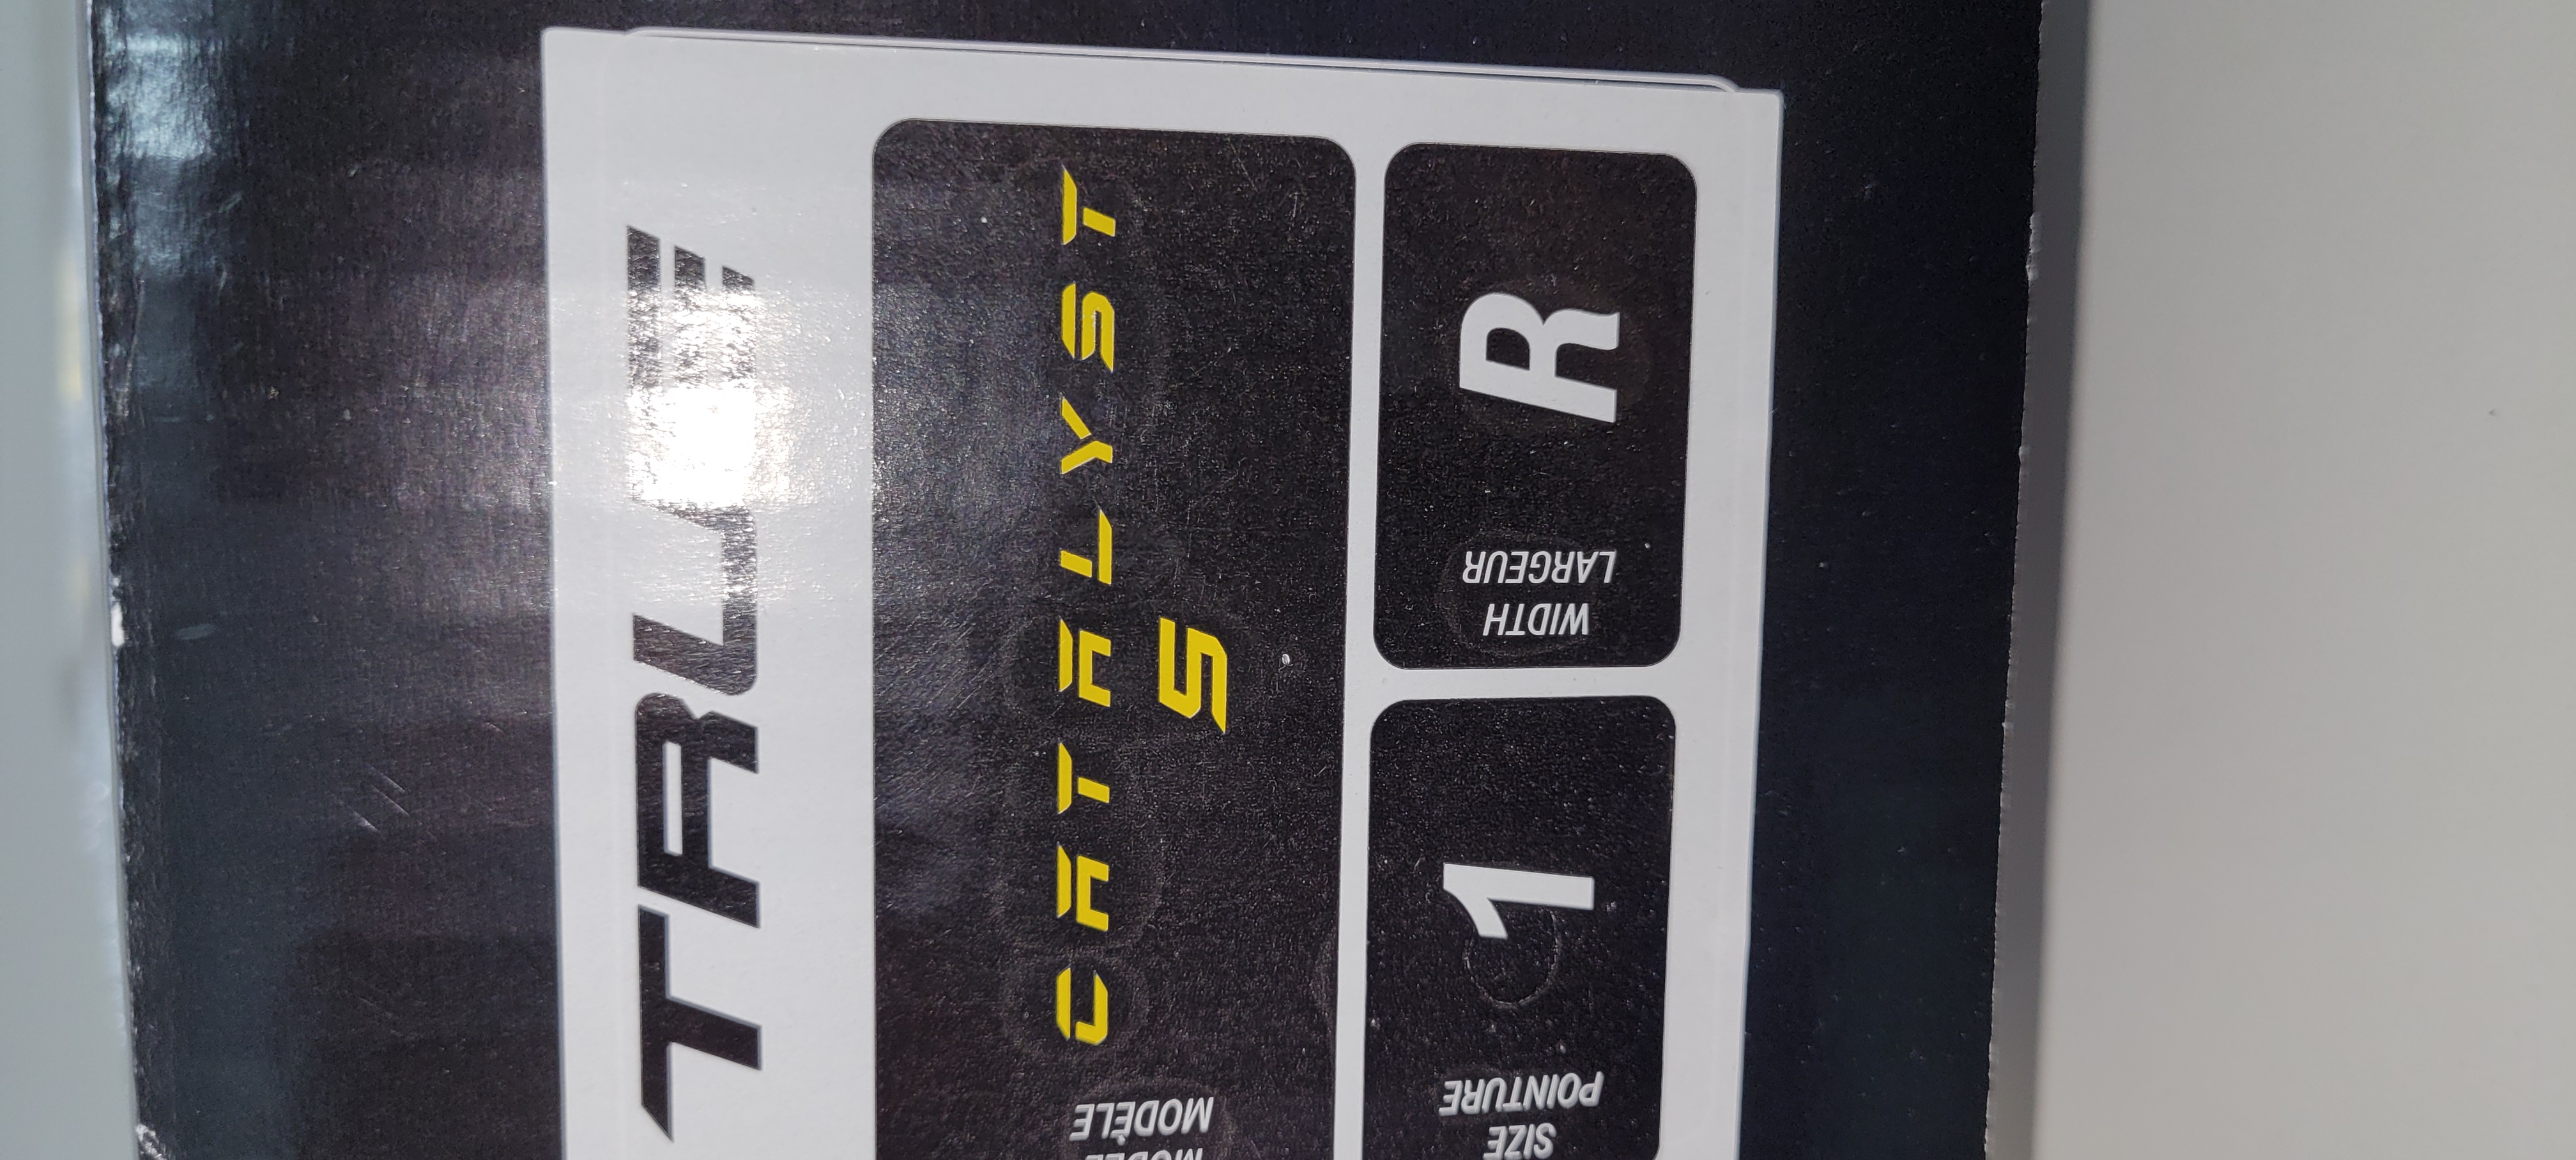 TRUE
MODEL
MODÈLE
CATALYST
5
SIZE
POINTURE
1
WIDTH
LARGEUR
R